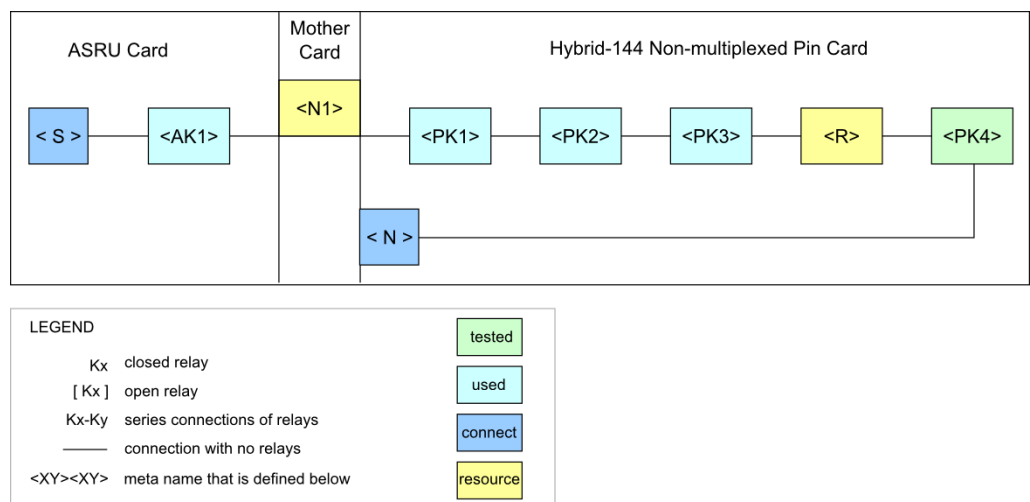 ASRU Card
Mother
Card
Hybrid-144 Non-multiplexed Pin Card
< S >
<AK1>
<N1>
<PK1>
<PK2>
<PK3>
<R>
<PK4>
< N >
LEGEND
Kx closed relay
[ Kx ] open relay
Kx-Ky series connections of relays
connection with no relays
<XY><XY> meta name that is defined below
tested
used
connect
resource